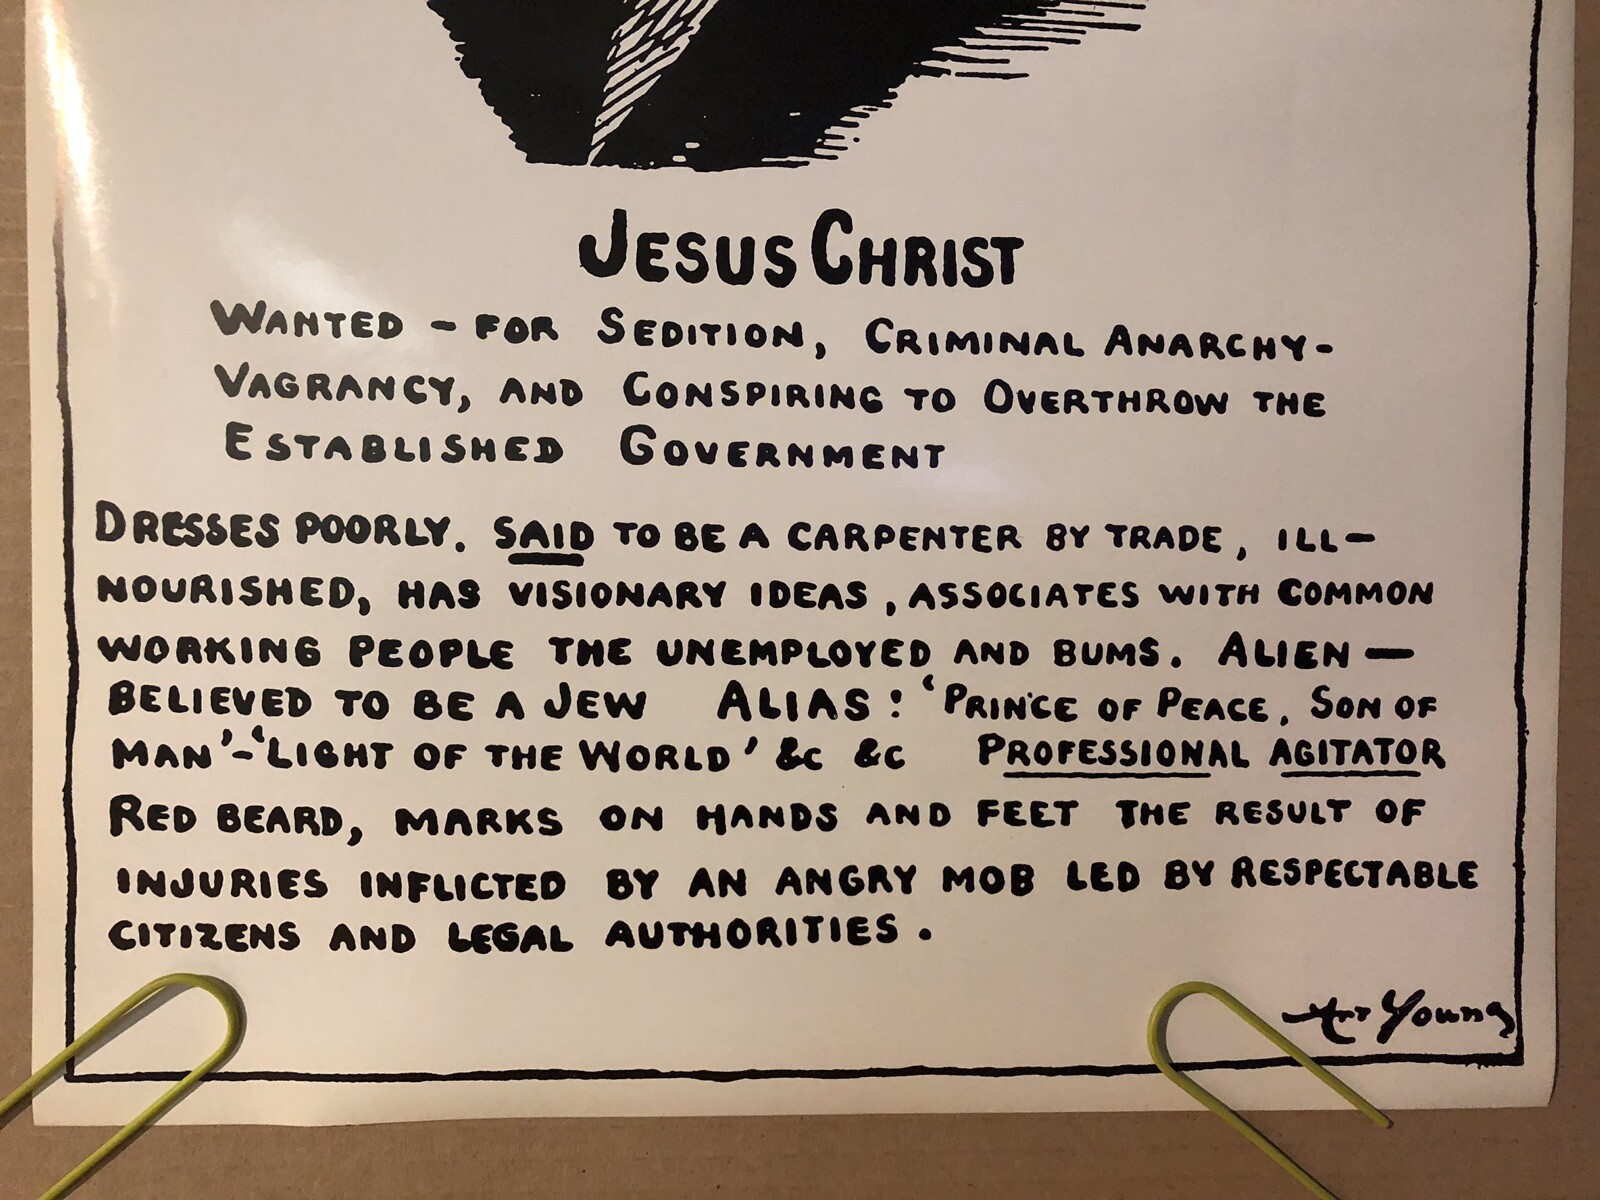 JESUS CHRIST
WANTED - FOR SEDITION, CRIMINAL ANARCHY-
VAGRANCY, AND CONSPIRING TO OVERTHROW THE
ESTABLISHED GOVERNMENT
DRESSES POORLY. SAID TO BE A CARPENTER BY TRADE, ILL-
NOURISHED, HAS VISIONARY IDEAS, ASSOCIATES WITH COMMON
WORKING PEOPLE THE UNEMPLOYED AND BUMS. ALIEN —
BELIEVED TO BE A JEW ALIAS: 'PRINCE OF PEACE, SON OF
MAN'-'LIGHT OF THE WORLD' &C &C PROFESSIONAL AGITATOR
RED BEARD, MARKS ON HANDS AND FEET THE RESULT OF
INJURIES INFLICTED BY AN ANGRY MOB LED BY RESPECTABLE
CITIZENS AND LEGAL AUTHORITIES.
Art Young